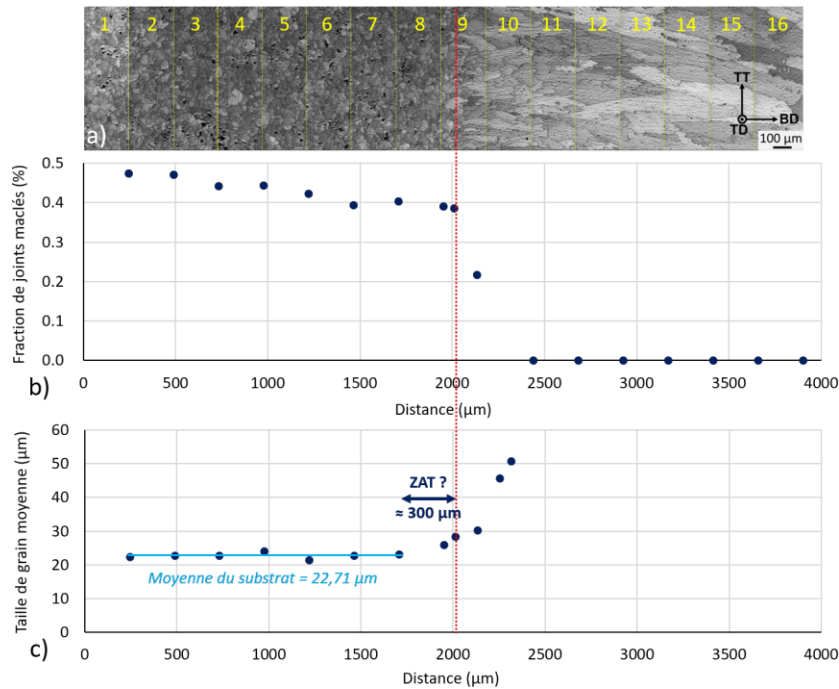 1 2 3 4 5 6 7 8 9 10 11 12 13 14 15 16
TT
TD BD
100 µm
a)
Fraction de joints maclés (%)
0.5
0.4
0.3
0.2
0.1
0.0
0 500 1000 1500 2000 2500 3000 3500 4000
b)
Distance (µm)
Taille de grain moyenne (µm)
60
50
40
30
20
10
0
ZAT ?
≈ 300 µm
Moyenne du substrat = 22,71 µm
0 500 1000 1500 2000 2500 3000 3500 4000
c)
Distance (µm)